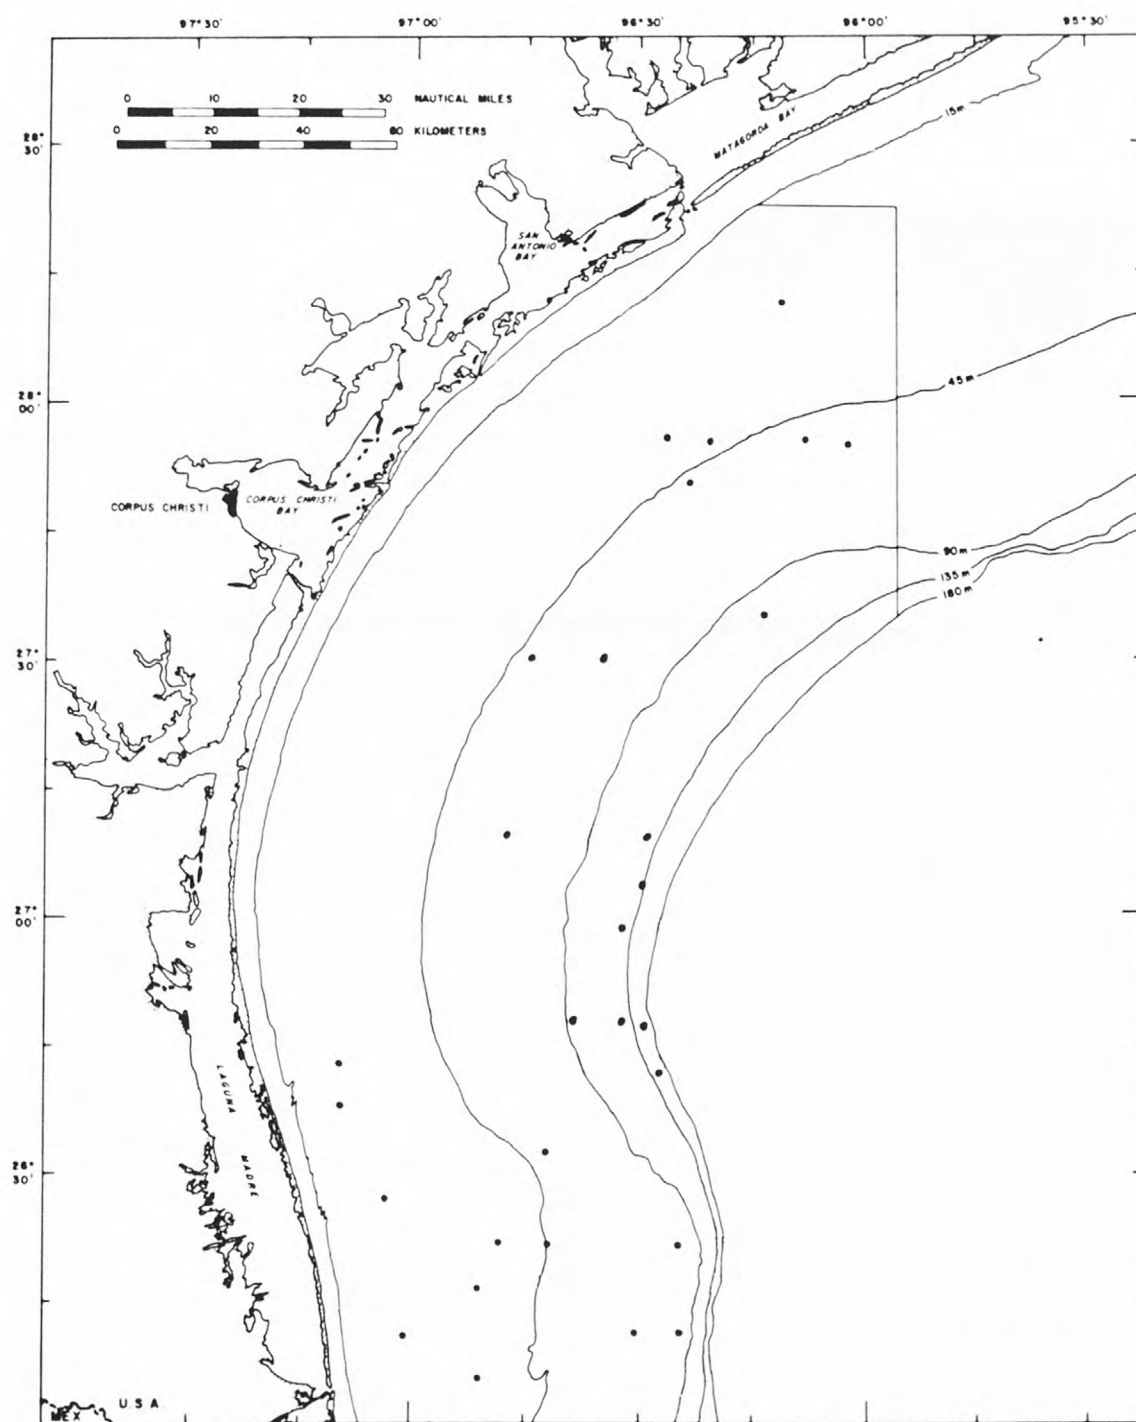 97°30' 97°00' 96°30' 96°00' 95°30'
0 10 20 30 NAUTICAL MILES
0 20 40 60 KILOMETERS
28°
30'
MATAGORDA BAY
15m
SAN
ANTONIO
BAY
45m
28°
00'
CORPUS CHRISTI
CORPUS CHRISTI
BAY
90m
135m
180m
27°
30'
27°
00'
LAGUNA
MADRE
26°
30'
U S A
MEX